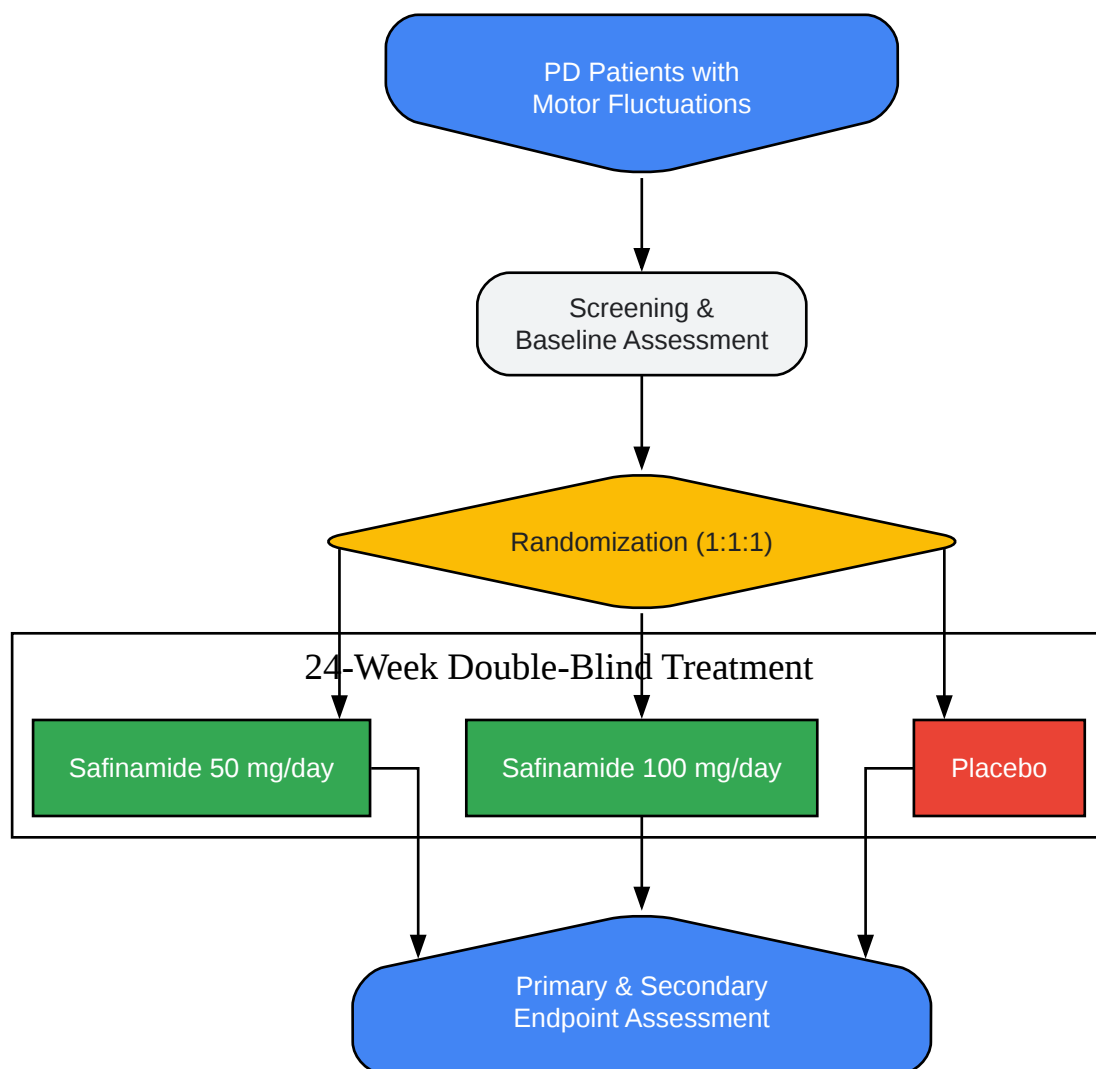 PD Patients with
Motor Fluctuations
Screening &
Baseline Assessment
Randomization (1:1:1)
24-Week Double-Blind Treatment
Safinamide 50 mg/day
Safinamide 100 mg/day
Placebo
Primary & Secondary
Endpoint Assessment